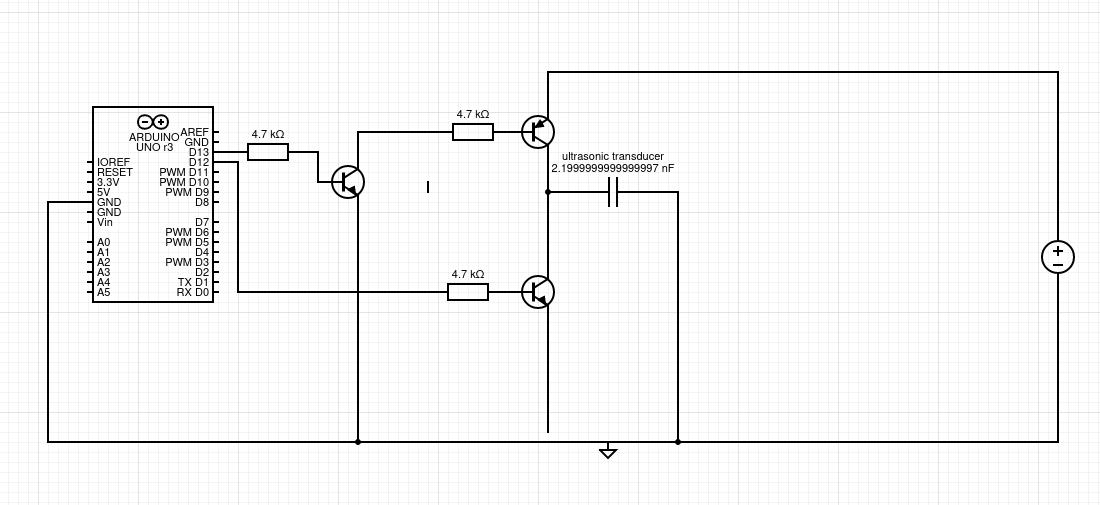 ARDUINO
UNO r3
AREF
GND
D13
D12
PWM D11
PWM D10
PWM D9
D8
D7
PWM D6
PWM D5
D4
PWM D3
D2
TX D1
RX D0
IOREF
RESET
3.3V
5V
GND
GND
Vin
A0
A1
A2
A3
A4
A5
4.7 kΩ
4.7 kΩ
4.7 kΩ
ultrasonic transducer
2.1999999999999997 nF